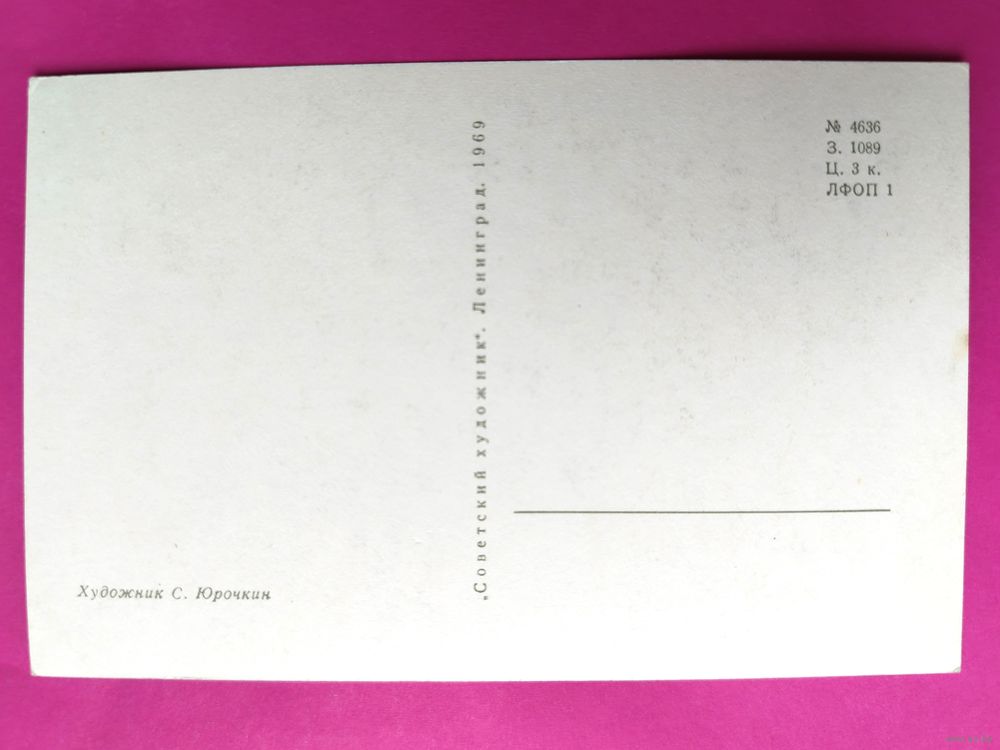 № 4636
З. 1089
Ц. 3 к.
ЛФОП 1
„Советский художник“. Ленинград. 1969
Художник С. Юрочкин